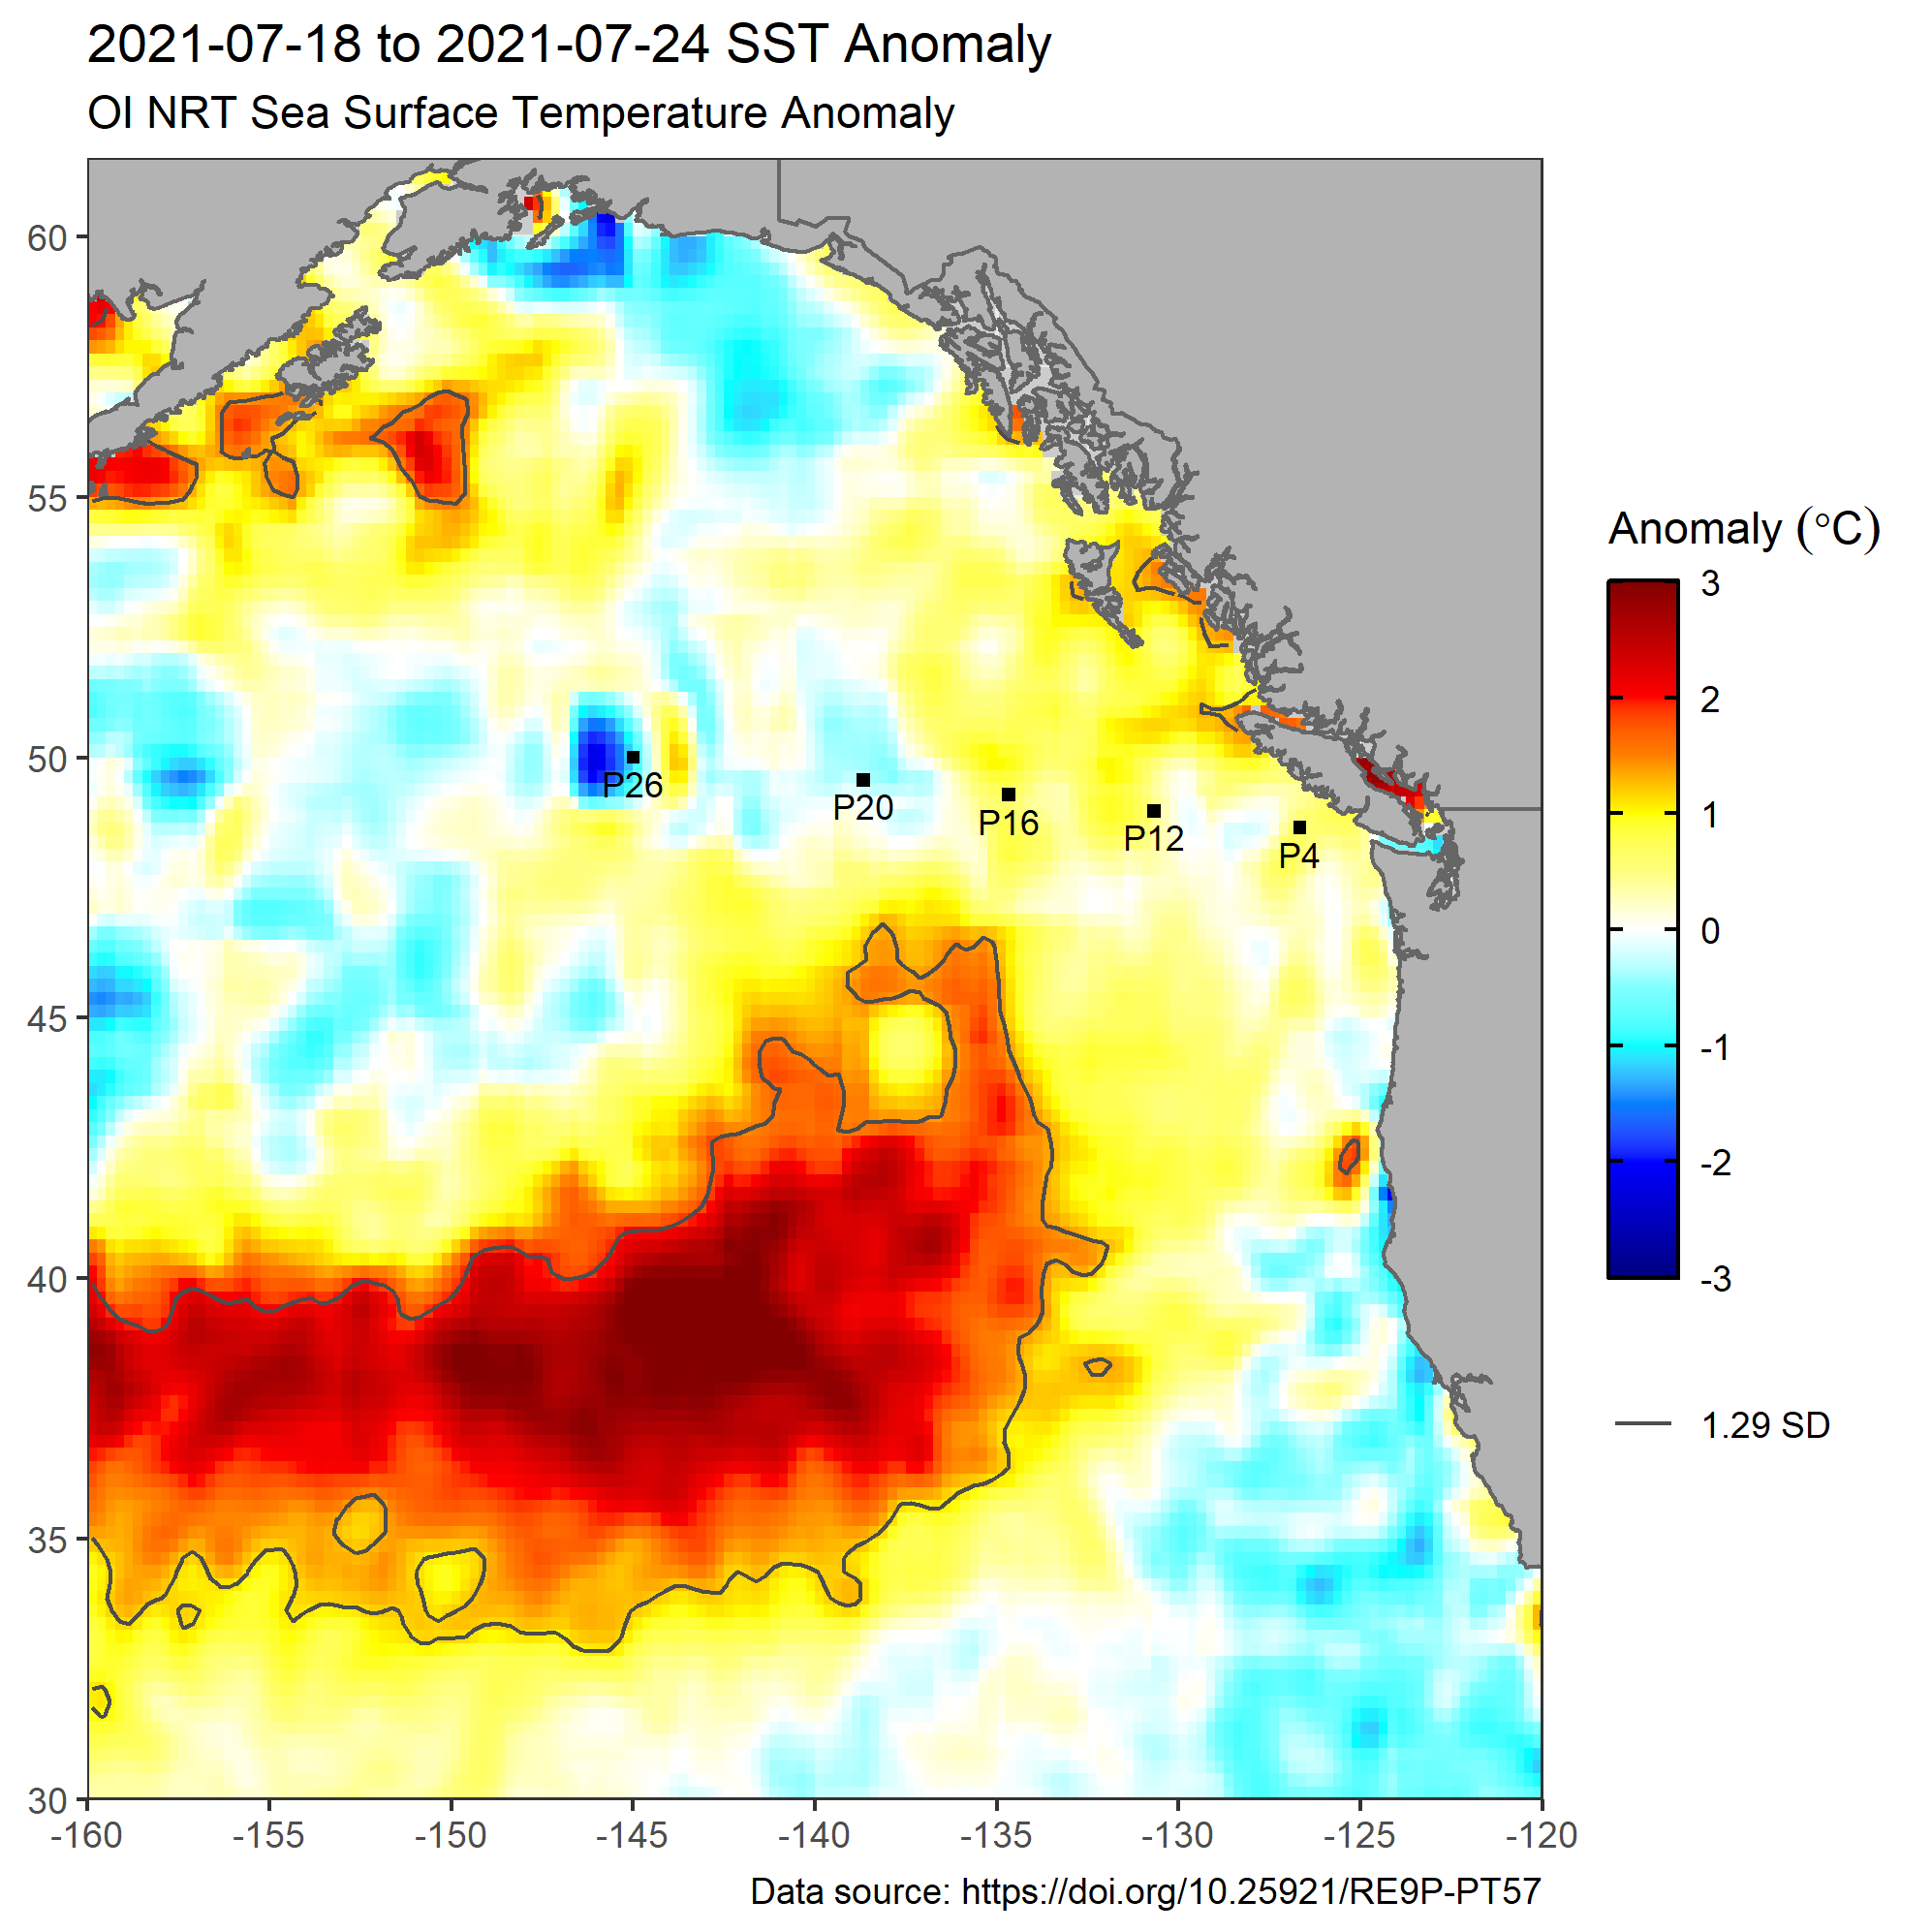 2021-07-18 to 2021-07-24 SST Anomaly
OI NRT Sea Surface Temperature Anomaly
60
55
50
45
40
35
30
-160
-155
-150
-145
-140
-135
-130
-125
-120
P26
P20
P16
P12
P4
Anomaly (°C)
3
2
1
0
-1
-2
-3
1.29 SD
Data source: https://doi.org/10.25921/RE9P-PT57